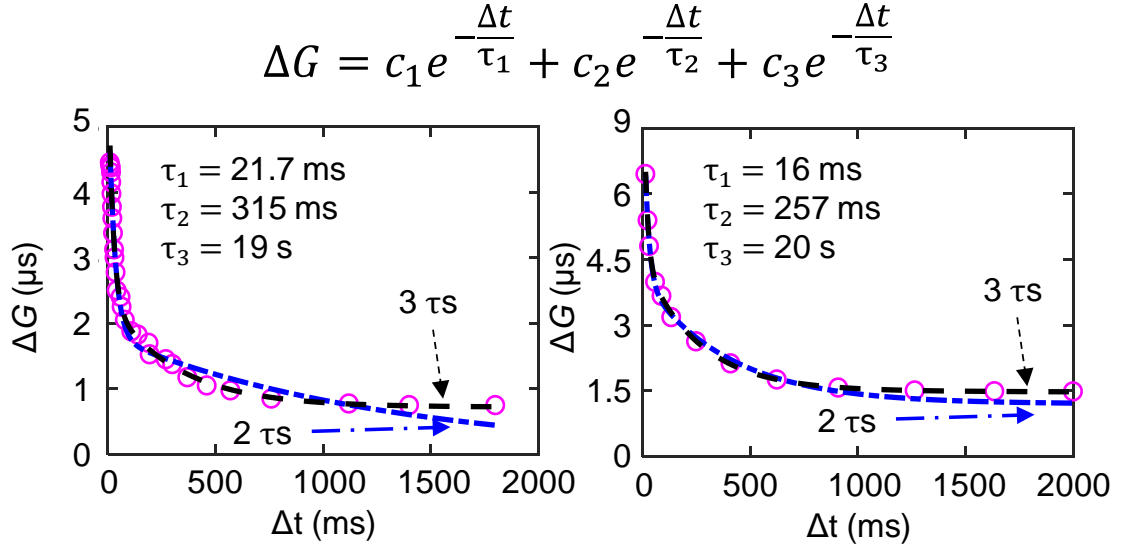 ΔG = c₁e^(-Δt/τ₁) + c₂e^(-Δt/τ₂) + c₃e^(-Δt/τ₃)
ΔG (μs)
5
4
3
2
1
0
τ₁ = 21.7 ms
τ₂ = 315 ms
τ₃ = 19 s
3 τs
2 τs
0 500 1000 1500 2000
Δt (ms)
ΔG (μs)
9
6
4.5
3
1.5
0
τ₁ = 16 ms
τ₂ = 257 ms
τ₃ = 20 s
3 τs
2 τs
0 500 1000 1500 2000
Δt (ms)